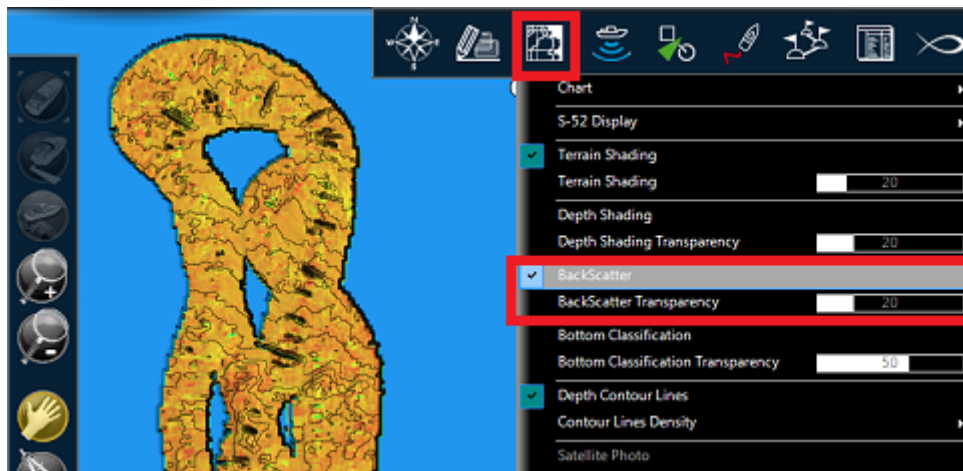 Chart
S-52 Display
Terrain Shading
Terrain Shading 20
Depth Shading
Depth Shading Transparency 20
BackScatter
BackScatter Transparency 20
Bottom Classification
Bottom Classification Transparency 50
Depth Contour Lines
Contour Lines Density
Satellite Photo